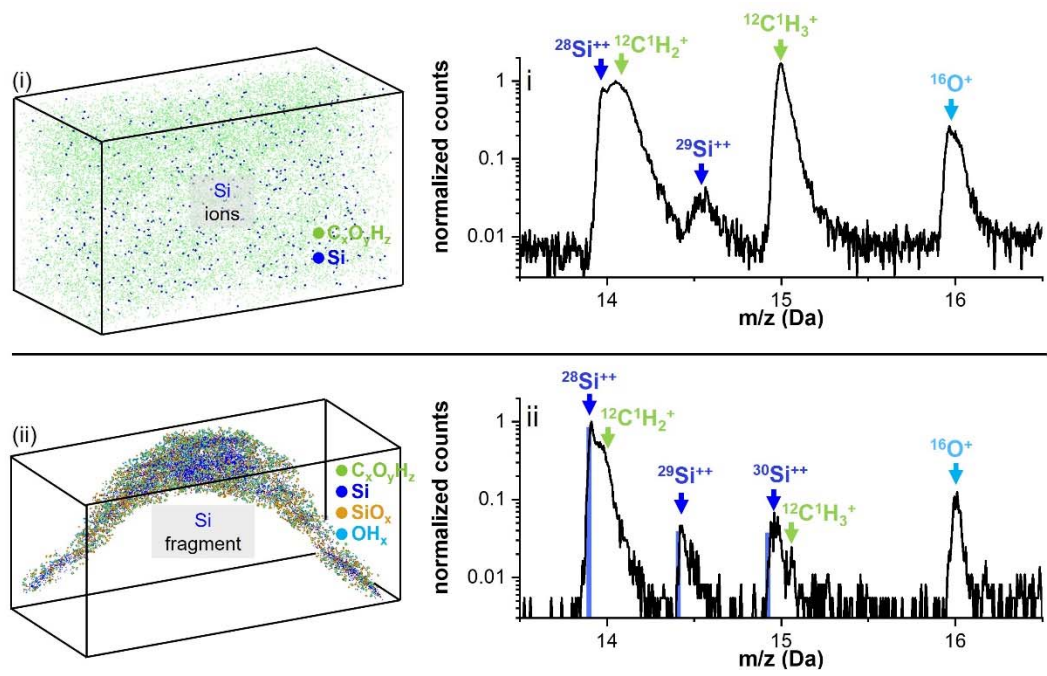 (i)
Si
ions
CxOyHz
Si
normalized counts
1
0.1
0.01
i
²⁸Si⁺⁺
¹²C¹H₂⁺
²⁹Si⁺⁺
¹²C¹H₃⁺
¹⁶O⁺
14 15 16
m/z (Da)
(ii)
Si
fragment
CxOyHz
Si
SiOx
OHx
normalized counts
1
0.1
0.01
ii
²⁸Si⁺⁺
¹²C¹H₂⁺
²⁹Si⁺⁺
³⁰Si⁺⁺
¹²C¹H₃⁺
¹⁶O⁺
14 15 16
m/z (Da)